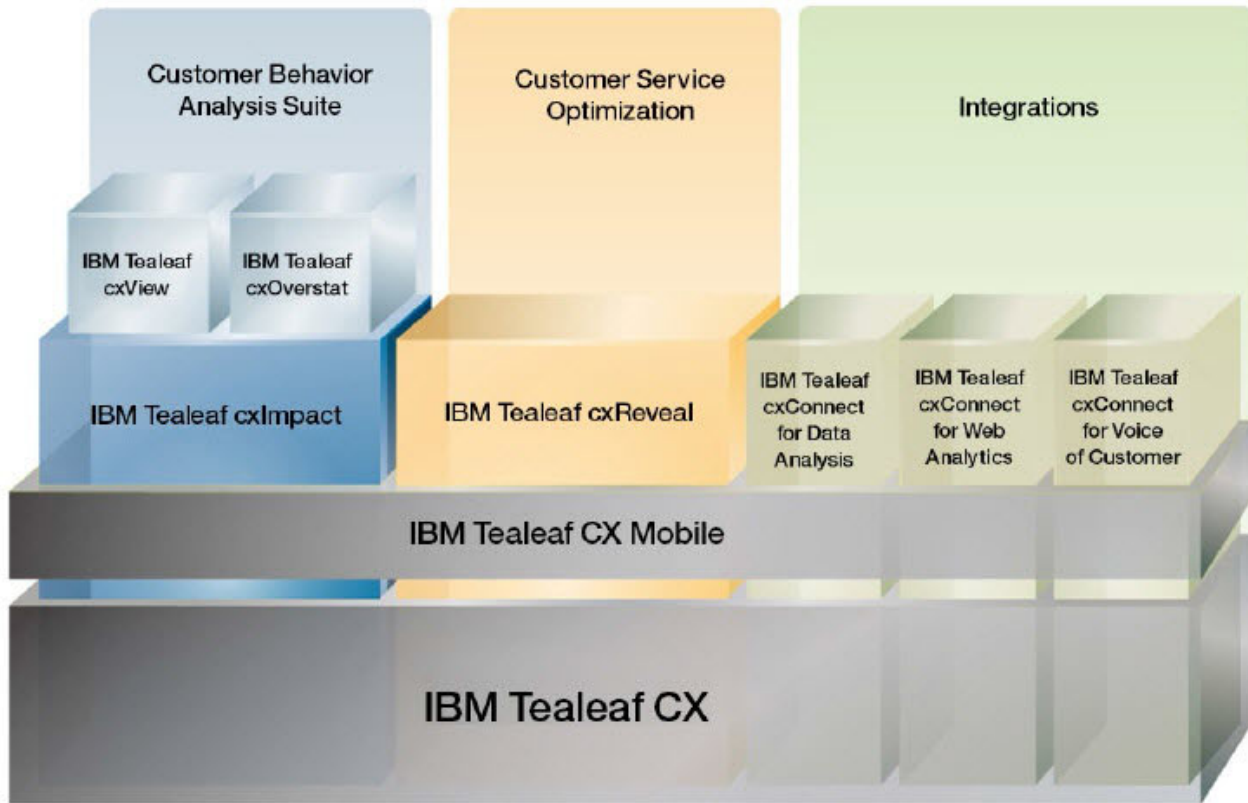 Customer Behavior
Analysis Suite
Customer Service
Optimization
Integrations
IBM Tealeaf
cxView
IBM Tealeaf
cxOverstat
IBM Tealeaf cxImpact
IBM Tealeaf cxReveal
IBM Tealeaf
cxConnect
for Data
Analysis
IBM Tealeaf
cxConnect
for Web
Analytics
IBM Tealeaf
cxConnect
for Voice
of Customer
IBM Tealeaf CX Mobile
IBM Tealeaf CX